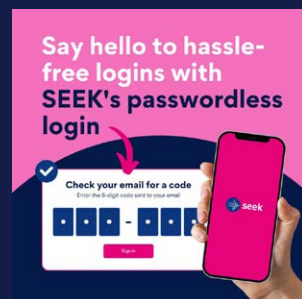 Say hello to hassle-
free logins with
SEEK's passwordless
login
Check your email for a code
Enter the 6-digit code sent to your email
Sign in
seek